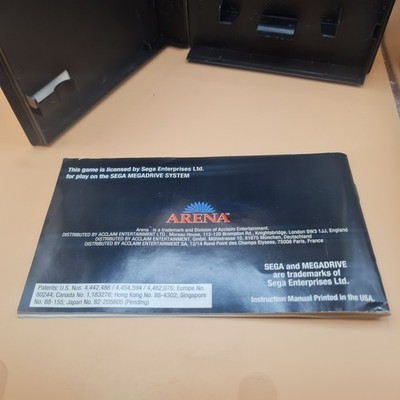 This game is licensed by Sega Enterprises Ltd.
for play on the SEGA MEGADRIVE SYSTEM
ARENA™
Arena™ is a trademark and Division of Acclaim Entertainment.
DISTRIBUTED BY ACCLAIM ENTERTAINMENT LTD., Moreau House, 112-120 Brompton Rd., Knightsbridge, London SW3 1JJ, England
DISTRIBUTED BY ACCLAIM ENTERTAINMENT, GmbH, Mühlstrasse 10, 81675 München, Deutschland
DISTRIBUTED BY ACCLAIM ENTERTAINMENT SA, 12/14 Rond Point des Champs Elysees, 75008 Paris, France
SEGA and MEGADRIVE
are trademarks of
Sega Enterprises Ltd.
Patents: U.S. Nos. 4,442,486 / 4,454,594 / 4,462,076, Europe No.
80244; Canada No. 1,183,276; Hong Kong No. 88-4302; Singapore
No. 88-155; Japan No. 82-205605 (Pending)
Instruction Manual Printed in the USA.